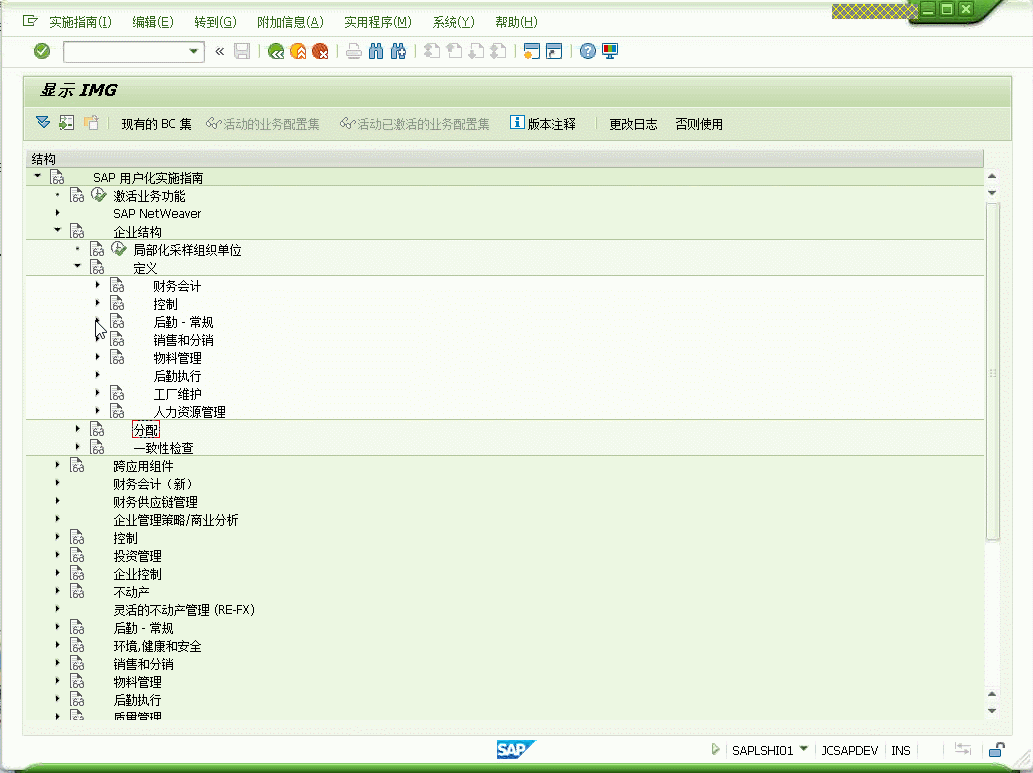 实施指南(I) 编辑(E) 转到(G) 附加信息(A) 实用程序(M) 系统(Y) 帮助(H)
显示 IMG
现有的 BC 集 活动的业务配置集 活动已激活的业务配置集 版本注释 更改日志 否则使用
结构
SAP 用户化实施指南
激活业务功能
SAP NetWeaver
企业结构
局部化采样组织单位
定义
财务会计
控制
后勤 - 常规
销售和分销
物料管理
后勤执行
工厂维护
人力资源管理
分配
一致性检查
跨应用组件
财务会计（新）
财务供应链管理
企业管理策略/商业分析
控制
投资管理
企业控制
不动产
灵活的不动产管理 (RE-FX)
后勤 - 常规
环境,健康和安全
销售和分销
物料管理
后勤执行
质量管理
SAP SAPLSHI01 JCSAPDEV INS